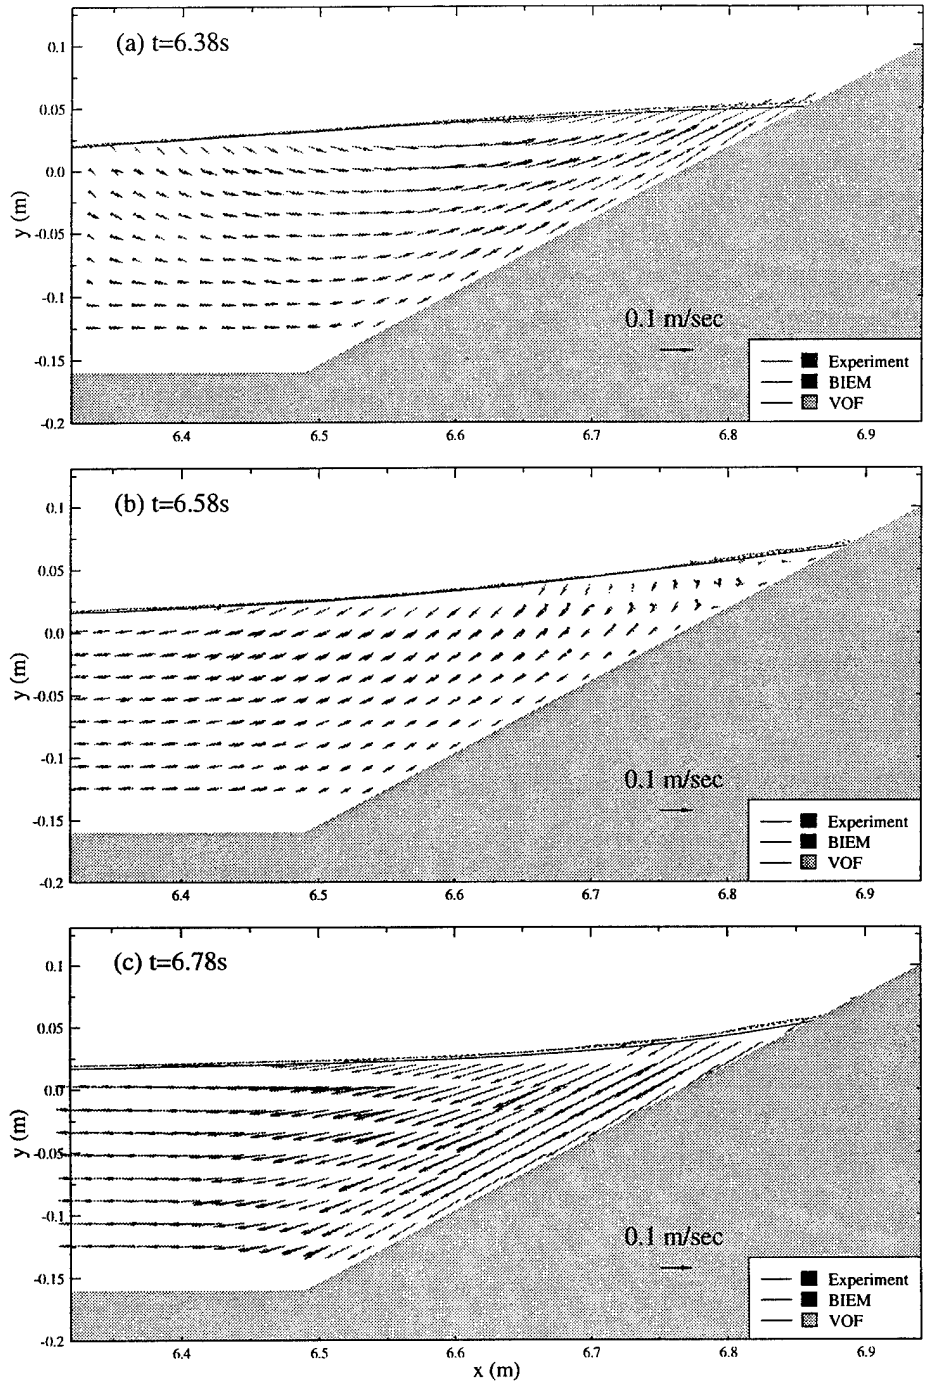 (a) t=6.38s
0.1
0.05
0.0
-0.05
-0.1
-0.15
-0.2
y (m)
0.1 m/sec
Experiment
BIEM
VOF
6.4 6.5 6.6 6.7 6.8 6.9
(b) t=6.58s
0.1
0.05
0.0
-0.05
-0.1
-0.15
-0.2
y (m)
0.1 m/sec
Experiment
BIEM
VOF
6.4 6.5 6.6 6.7 6.8 6.9
(c) t=6.78s
0.1
0.05
0.0
-0.05
-0.1
-0.15
-0.2
y (m)
0.1 m/sec
Experiment
BIEM
VOF
6.4 6.5 6.6 6.7 6.8 6.9
x (m)